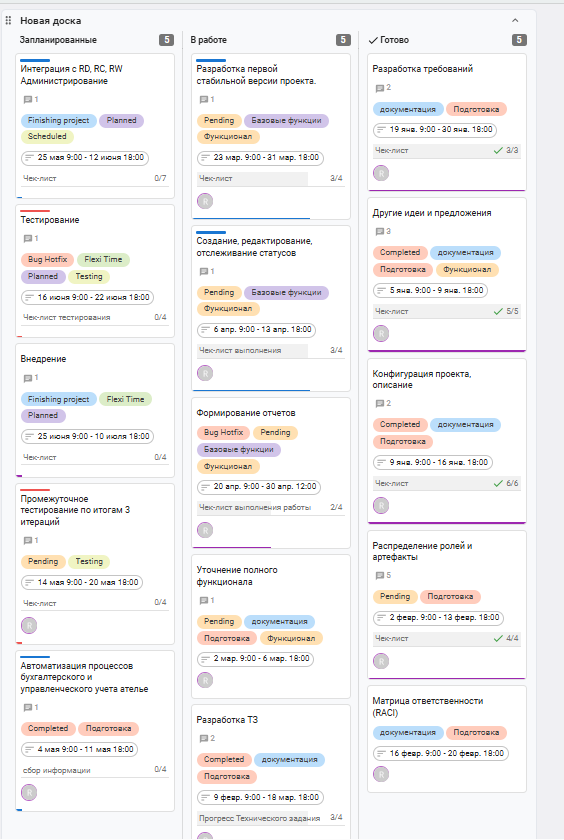 Новая доска
Запланированные 5
Интеграция с RD, RC, RW
Администрирование
1
Finishing project Planned
Scheduled
25 мая 9:00 - 12 июня 18:00
Чек-лист 0/7
Тестирование
1
Bug Hotfix Flexi Time
Planned Testing
16 июня 9:00 - 22 июня 18:00
Чек-лист тестирования 0/4
Внедрение
1
Finishing project Flexi Time
Planned
25 июня 9:00 - 10 июля 18:00
Чек-лист 0/4
Промежуточное
тестирование по итогам 3
итераций
1
Pending Testing
14 мая 9:00 - 20 мая 18:00
Чек-лист 0/4
R
Автоматизация процессов
бухгалтерского и
управленческого учета ателье
1
Completed Подготовка
4 мая 9:00 - 11 мая 18:00
сбор информации 0/4
R
В работе 5
Разработка первой
стабильной версии проекта.
1
Pending Базовые функции
Функционал
23 мар. 9:00 - 31 мар. 18:00
Чек-лист 3/4
R
Создание, редактирование,
отслеживание статусов
1
Pending Базовые функции
Функционал
6 апр. 9:00 - 13 апр. 18:00
Чек-лист выполнения 3/4
R
Формирование отчетов
Bug Hotfix Pending
Базовые функции
Функционал
20 апр. 9:00 - 30 апр. 12:00
Чек-лист выполнения работы 2/4
R
Уточнение полного
функционала
1
Pending документация
Подготовка Функционал
2 мар. 9:00 - 6 мар. 18:00
R
Разработка ТЗ
2
Completed документация
Подготовка
9 февр. 9:00 - 18 мар. 18:00
Прогресс Технического задания 3/4
Готово 5
Разработка требований
2
документация Подготовка
19 янв. 9:00 - 30 янв. 18:00
Чек-лист 3/3
R
Другие идеи и предложения
3
Completed документация
Подготовка Функционал
5 янв. 9:00 - 9 янв. 18:00
Чек-лист 5/5
R
Конфигурация проекта,
описание
2
Completed документация
Подготовка
9 янв. 9:00 - 16 янв. 18:00
Чек-лист 6/6
R
Распределение ролей и
артефакты
5
Pending Подготовка
2 февр. 9:00 - 13 февр. 18:00
Чек-лист 4/4
R
Матрица ответственности
(RACI)
документация Подготовка
16 февр. 9:00 - 20 февр. 18:00
R